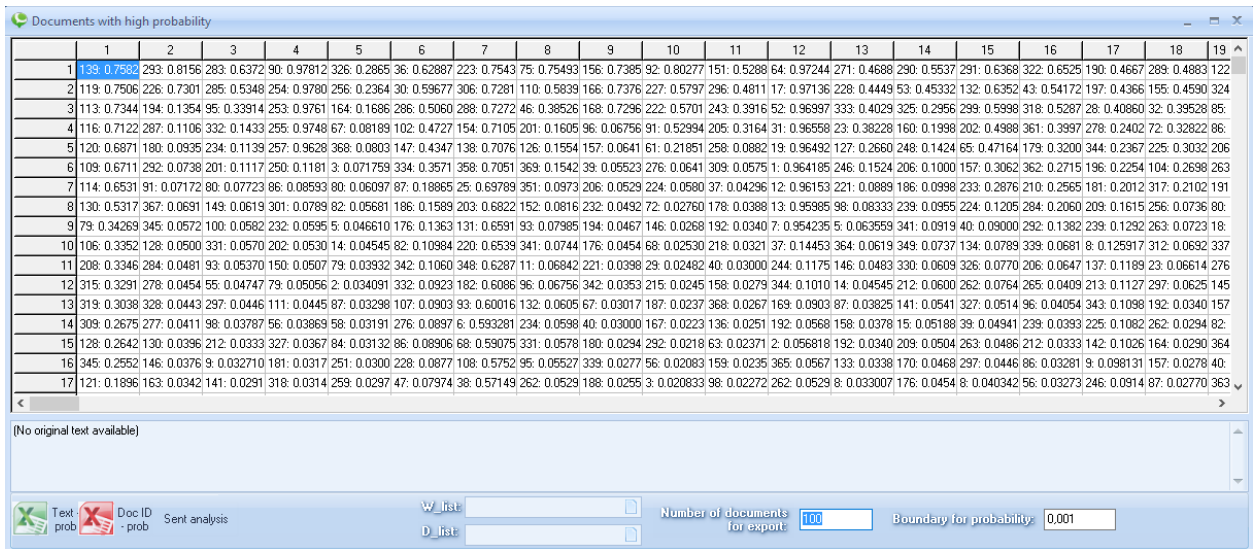 Documents with high probability
1 2 3 4 5 6 7 8 9 10 11 12 13 14 15 16 17 18 19
1 139: 0.7582 293: 0.8156 283: 0.6372 90: 0.97812 326: 0.2865 36: 0.62887 223: 0.7543 75: 0.75493 156: 0.7385 92: 0.80277 151: 0.5288 64: 0.97244 271: 0.4688 290: 0.5537 291: 0.6368 322: 0.6525 190: 0.4667 289: 0.4883 122
2 119: 0.7506 226: 0.7301 285: 0.5348 254: 0.9780 256: 0.2364 30: 0.59677 306: 0.7281 110: 0.5839 166: 0.7376 227: 0.5797 296: 0.4811 17: 0.97136 228: 0.4449 53: 0.45332 132: 0.6352 43: 0.54172 197: 0.4366 155: 0.4590 324
3 113: 0.7344 194: 0.1354 95: 0.33914 253: 0.9761 164: 0.1686 286: 0.5060 288: 0.7272 46: 0.38526 168: 0.7296 222: 0.5701 243: 0.3916 52: 0.96997 333: 0.4029 325: 0.2956 299: 0.5998 318: 0.5287 28: 0.40860 32: 0.39528 85:
4 116: 0.7122 287: 0.1106 332: 0.1433 255: 0.9748 67: 0.08189 102: 0.4727 154: 0.7105 201: 0.1605 96: 0.06756 91: 0.52994 205: 0.3164 31: 0.96558 23: 0.38228 160: 0.1998 202: 0.4988 361: 0.3997 278: 0.2402 72: 0.32822 86:
5 120: 0.6871 180: 0.0935 234: 0.1139 257: 0.9628 368: 0.0803 147: 0.4347 138: 0.7076 126: 0.1554 157: 0.0641 61: 0.21851 258: 0.0882 19: 0.96492 127: 0.2660 248: 0.1424 65: 0.47164 179: 0.3200 344: 0.2367 225: 0.3032 206
6 109: 0.6711 292: 0.0738 201: 0.1117 250: 0.1181 3: 0.071759 334: 0.3571 358: 0.7051 369: 0.1542 39: 0.05523 276: 0.0641 309: 0.0575 1: 0.964185 246: 0.1524 206: 0.1000 157: 0.3062 362: 0.2715 196: 0.2254 104: 0.2698 263
7 114: 0.6531 91: 0.07172 80: 0.07723 86: 0.08593 80: 0.06097 87: 0.18865 25: 0.69789 351: 0.0973 206: 0.0529 224: 0.0580 37: 0.04296 12: 0.96153 221: 0.0889 186: 0.0998 233: 0.2876 210: 0.2565 181: 0.2012 317: 0.2102 191
8 130: 0.5317 367: 0.0691 149: 0.0619 301: 0.0789 82: 0.05681 186: 0.1589 203: 0.6822 152: 0.0816 232: 0.0492 72: 0.02760 178: 0.0388 13: 0.95985 98: 0.08333 239: 0.0955 224: 0.1205 284: 0.2060 209: 0.1615 256: 0.0736 80:
9 79: 0.34269 345: 0.0572 100: 0.0582 232: 0.0595 5: 0.046610 176: 0.1363 131: 0.6591 93: 0.07985 194: 0.0467 146: 0.0268 192: 0.0340 7: 0.954235 5: 0.063559 341: 0.0919 40: 0.09000 292: 0.1382 239: 0.1292 263: 0.0723 18:
10 106: 0.3352 128: 0.0500 331: 0.0570 202: 0.0530 14: 0.04545 82: 0.10984 220: 0.6539 341: 0.0744 176: 0.0454 68: 0.02530 218: 0.0321 37: 0.14453 364: 0.0619 349: 0.0737 134: 0.0789 339: 0.0681 8: 0.125917 312: 0.0692 337
11 208: 0.3346 284: 0.0481 93: 0.05370 150: 0.0507 79: 0.03932 342: 0.1060 348: 0.6287 11: 0.06842 221: 0.0398 29: 0.02482 40: 0.03000 244: 0.1175 146: 0.0483 330: 0.0609 326: 0.0770 206: 0.0647 137: 0.1189 23: 0.06614 276
12 315: 0.3291 278: 0.0454 55: 0.04747 79: 0.05056 2: 0.034091 332: 0.0923 182: 0.6086 96: 0.06756 342: 0.0353 215: 0.0245 158: 0.0279 344: 0.1010 14: 0.04545 212: 0.0600 262: 0.0764 265: 0.0409 213: 0.1127 297: 0.0625 145
13 319: 0.3038 328: 0.0443 297: 0.0446 111: 0.0445 87: 0.03298 107: 0.0903 93: 0.60016 132: 0.0605 67: 0.03017 187: 0.0237 368: 0.0267 169: 0.0903 87: 0.03825 141: 0.0541 327: 0.0514 96: 0.04054 343: 0.1098 192: 0.0340 157
14 309: 0.2675 277: 0.0411 98: 0.03787 56: 0.03869 58: 0.03191 276: 0.0897 6: 0.593281 234: 0.0598 40: 0.03000 167: 0.0223 136: 0.0251 192: 0.0568 158: 0.0378 15: 0.05188 39: 0.04941 239: 0.0393 225: 0.1082 262: 0.0294 82:
15 128: 0.2642 130: 0.0396 212: 0.0333 327: 0.0367 84: 0.03132 86: 0.08906 68: 0.59075 331: 0.0578 180: 0.0294 292: 0.0218 63: 0.02371 2: 0.056818 192: 0.0340 209: 0.0504 263: 0.0486 212: 0.0333 142: 0.1026 164: 0.0290 364
16 345: 0.2552 146: 0.0376 9: 0.032710 181: 0.0317 251: 0.0300 228: 0.0877 108: 0.5752 95: 0.05527 339: 0.0277 56: 0.02083 159: 0.0235 365: 0.0567 133: 0.0338 170: 0.0468 297: 0.0446 86: 0.03281 9: 0.098131 157: 0.0278 40:
17 121: 0.1896 163: 0.0342 141: 0.0291 318: 0.0314 259: 0.0297 47: 0.07974 38: 0.57149 262: 0.0529 188: 0.0255 3: 0.020833 98: 0.02272 262: 0.0529 8: 0.033007 176: 0.0454 8: 0.040342 56: 0.03273 246: 0.0914 87: 0.02770 363
(No original text available)
Text - prob Doc ID - prob Sent analysis
W_list:
D_list:
Number of documents for export: 100
Boundary for probability: 0,001